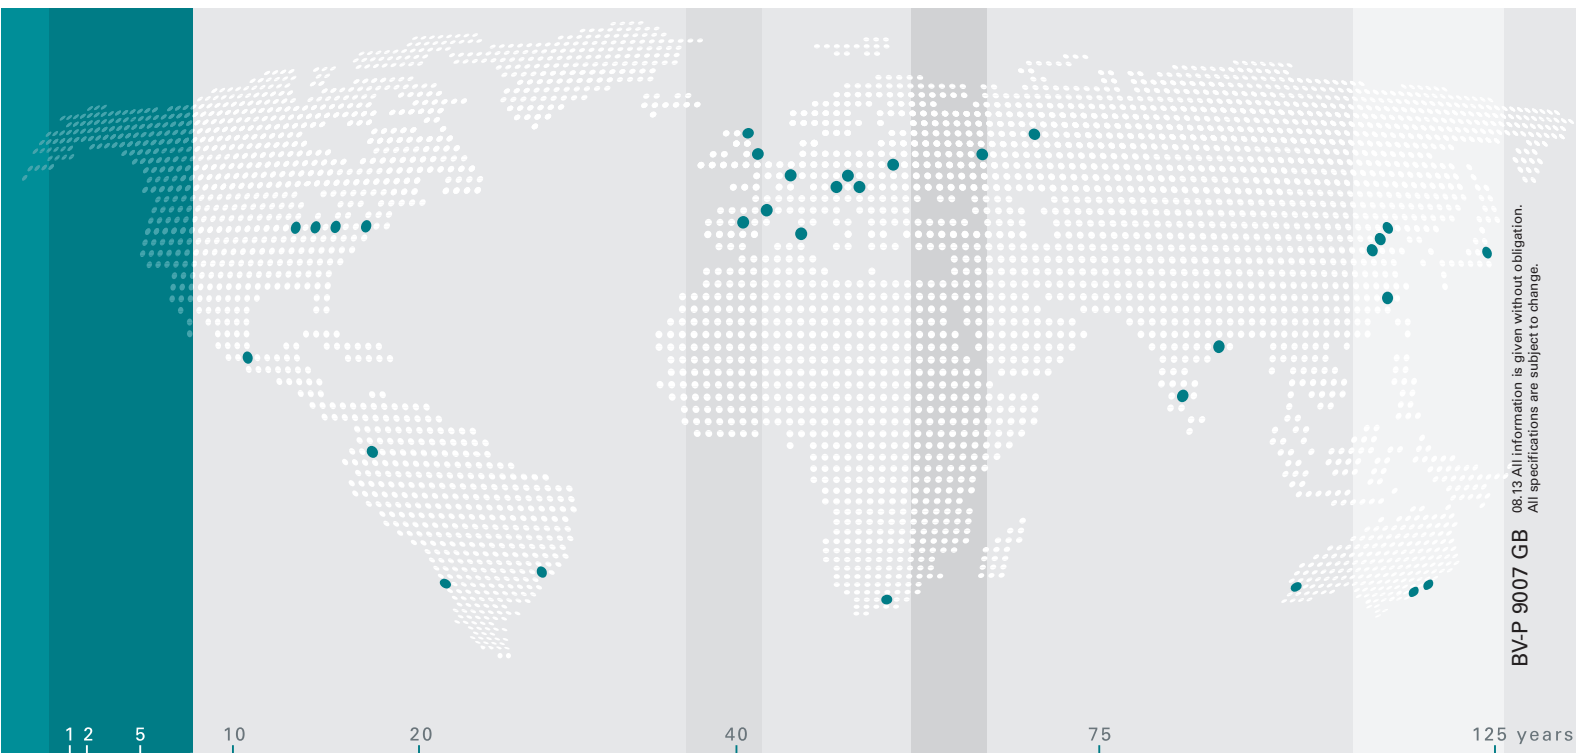 08.13 All information is given without obligation.
All specifications are subject to change.
BV-P 9007 GB
1 2 5 10 20 40 75 125 years